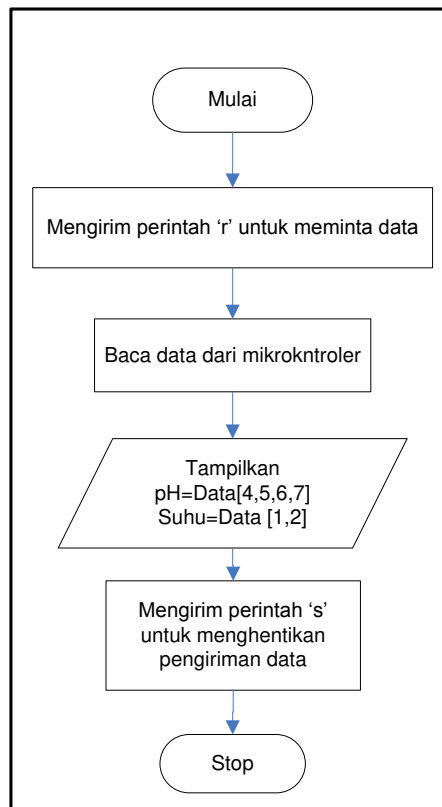 Mulai
Mengirim perintah ‘r’ untuk meminta data
Baca data dari mikrokntroler
Tampilkan
pH=Data[4,5,6,7]
Suhu=Data [1,2]
Mengirim perintah ‘s’
untuk menghentikan
pengiriman data
Stop